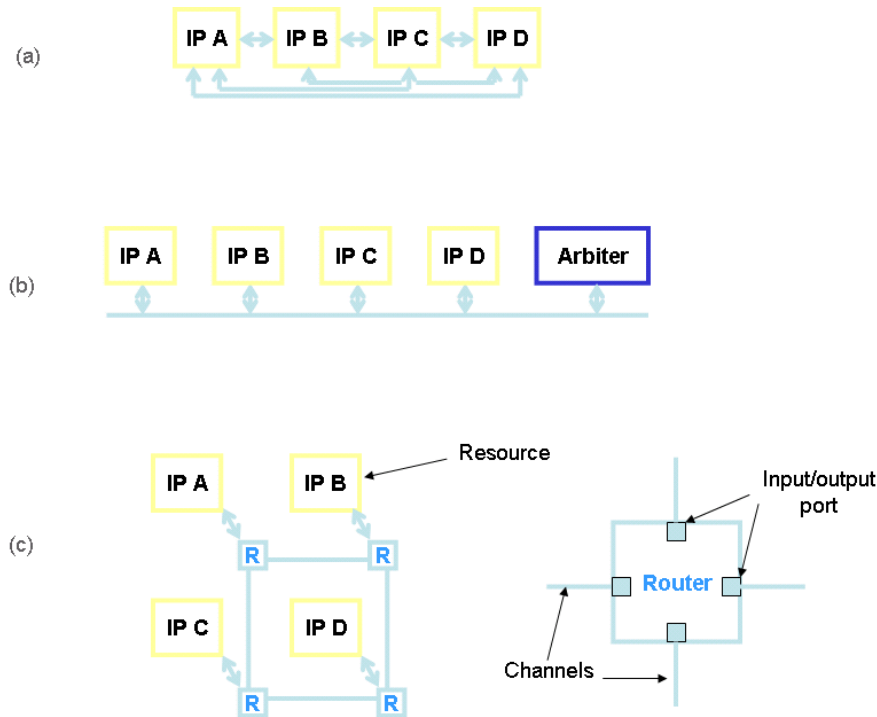 (a)
IP A
IP B
IP C
IP D
(b)
IP A
IP B
IP C
IP D
Arbiter
(c)
IP A
IP B
Resource
R
R
IP C
IP D
R
R
Input/output
port
Router
Channels